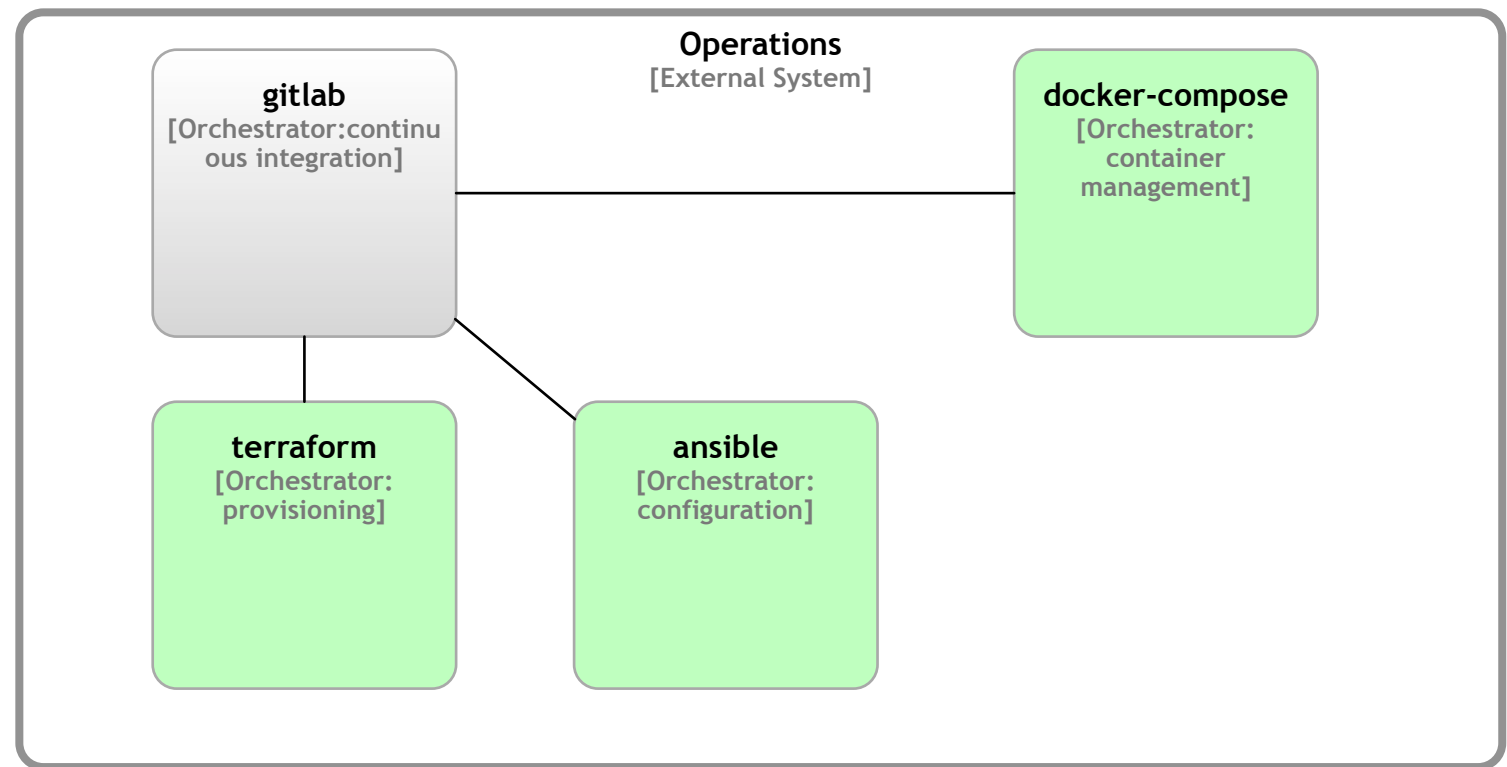 Operations
[External System]
gitlab
[Orchestrator:continu
ous integration]
docker-compose
[Orchestrator:
container
management]
terraform
[Orchestrator:
provisioning]
ansible
[Orchestrator:
configuration]